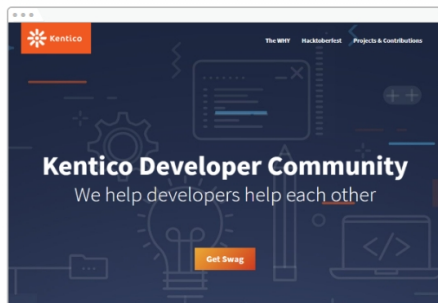 Kentico
The WHY Hacktoberfest Projects & Contributions
Kentico Developer Community
We help developers help each other
Get Swag